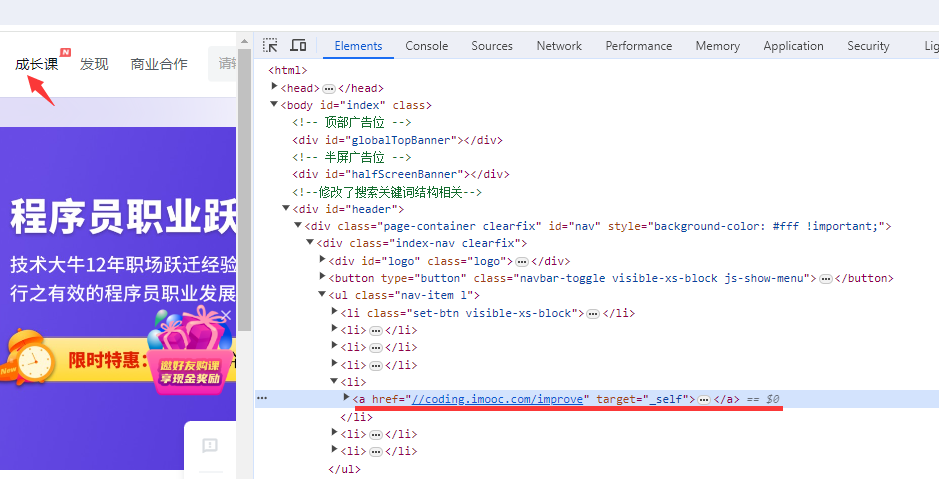 成长课
N
发现
商业合作
请输
程序员职业跃
技术大牛12年职场跃迁经验
行之有效的程序员职业发展
New
限时特惠：
邀好友购课
享现金奖励
Elements
Console
Sources
Network
Performance
Memory
Application
Security
Lig
<html>
<head>…</head>
<body id="index" class>
<!-- 顶部广告位 -->
<div id="globalTopBanner"></div>
<!-- 半屏广告位 -->
<div id="halfScreenBanner"></div>
<!--修改了搜索关键词结构相关-->
<div id="header">
<div class="page-container clearfix" id="nav" style="background-color: #fff !important;">
<div class="index-nav clearfix">
<div id="logo" class="logo">…</div>
<button type="button" class="navbar-toggle visible-xs-block js-show-menu">…</button>
<ul class="nav-item l">
<li class="set-btn visible-xs-block">…</li>
<li>…</li>
<li>…</li>
<li>…</li>
<li>
<a href="//coding.imooc.com/improve" target="_self">…</a> == $0
</li>
<li>…</li>
<li>…</li>
</ul>